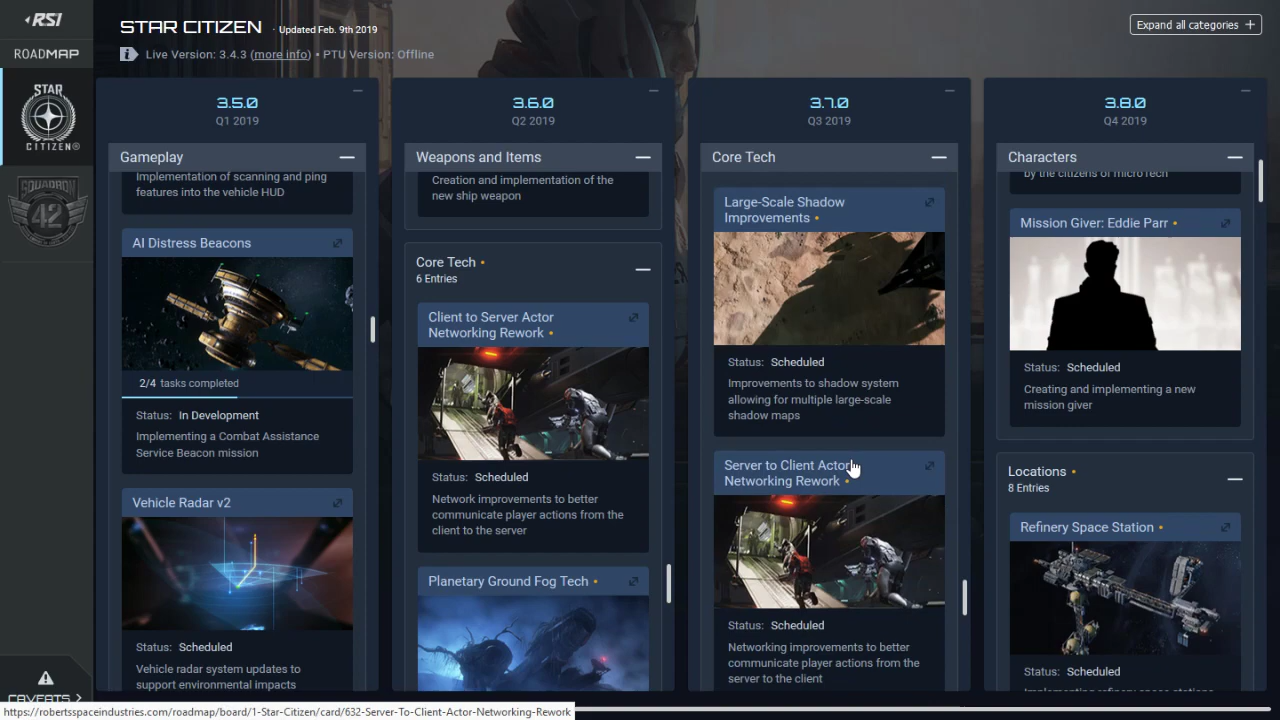 RSI
ROADMAP
STAR CITIZEN®
SQUADRON 42
CAVEATS
STAR CITIZEN · Updated Feb. 9th 2019
Live Version: 3.4.3 (more info) • PTU Version: Offline
Expand all categories +
3.5.0
Q1 2019
Gameplay
Implementation of scanning and ping
features into the vehicle HUD
AI Distress Beacons
2/4 tasks completed
Status: In Development
Implementing a Combat Assistance
Service Beacon mission
Vehicle Radar v2
Status: Scheduled
Vehicle radar system updates to
support environmental impacts
3.6.0
Q2 2019
Weapons and Items
Creation and implementation of the
new ship weapon
Core Tech •
6 Entries
Client to Server Actor
Networking Rework •
Status: Scheduled
Network improvements to better
communicate player actions from the
client to the server
Planetary Ground Fog Tech •
3.7.0
Q3 2019
Core Tech
Large-Scale Shadow
Improvements •
Status: Scheduled
Improvements to shadow system
allowing for multiple large-scale
shadow maps
Server to Client Actor
Networking Rework •
Status: Scheduled
Networking improvements to better
communicate player actions from the
server to the client
3.8.0
Q4 2019
Characters
by the citizens of microTech
Mission Giver: Eddie Parr •
Status: Scheduled
Creating and implementing a new
mission giver
Locations •
8 Entries
Refinery Space Station •
Status: Scheduled
Implementing refinery space stations
https://robertsspaceindustries.com/roadmap/board/1-Star-Citizen/card/632-Server-To-Client-Actor-Networking-Rework